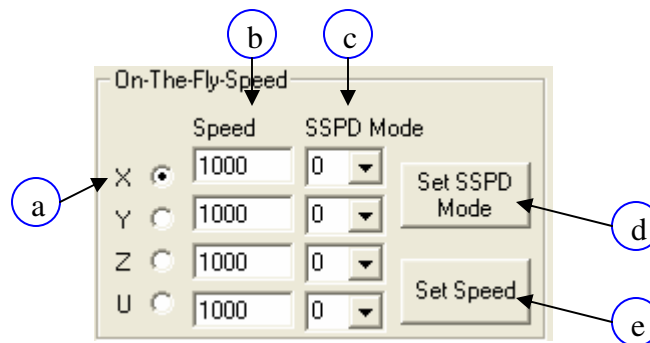 b c
On-The-Fly-Speed
Speed SSPD Mode
X 1000 0
Set SSPD
Mode
a
Y 1000 0
d
Z 1000 0
Set Speed
U 1000 0
e